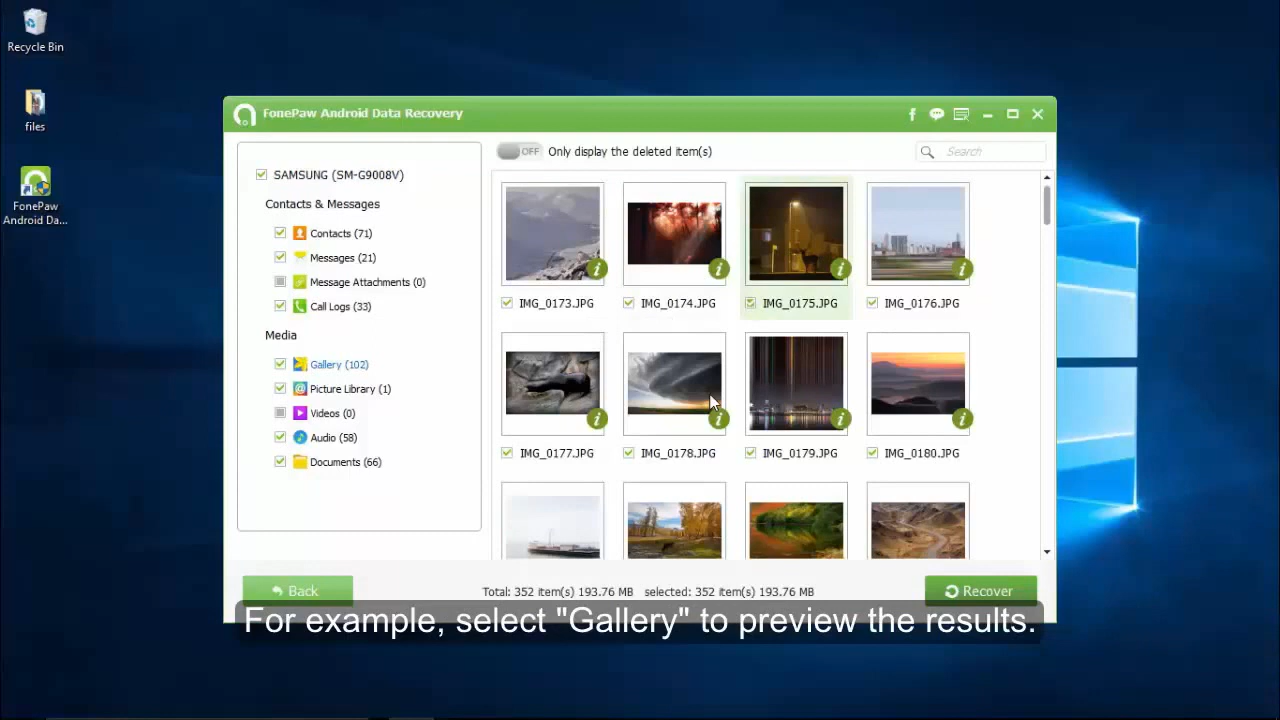 Recycle Bin
files
FonePaw
Android Da...
FonePaw Android Data Recovery
OFF
Only display the deleted item(s)
Search
SAMSUNG (SM-G9008V)
Contacts & Messages
Contacts (71)
Messages (21)
Message Attachments (0)
Call Logs (33)
Media
Gallery (102)
Picture Library (1)
Videos (0)
Audio (58)
Documents (66)
IMG_0173.JPG
IMG_0174.JPG
IMG_0175.JPG
IMG_0176.JPG
IMG_0177.JPG
IMG_0178.JPG
IMG_0179.JPG
IMG_0180.JPG
Back
Total: 352 item(s) 193.76 MB
selected: 352 item(s) 193.76 MB
Recover
For example, select "Gallery" to preview the results.